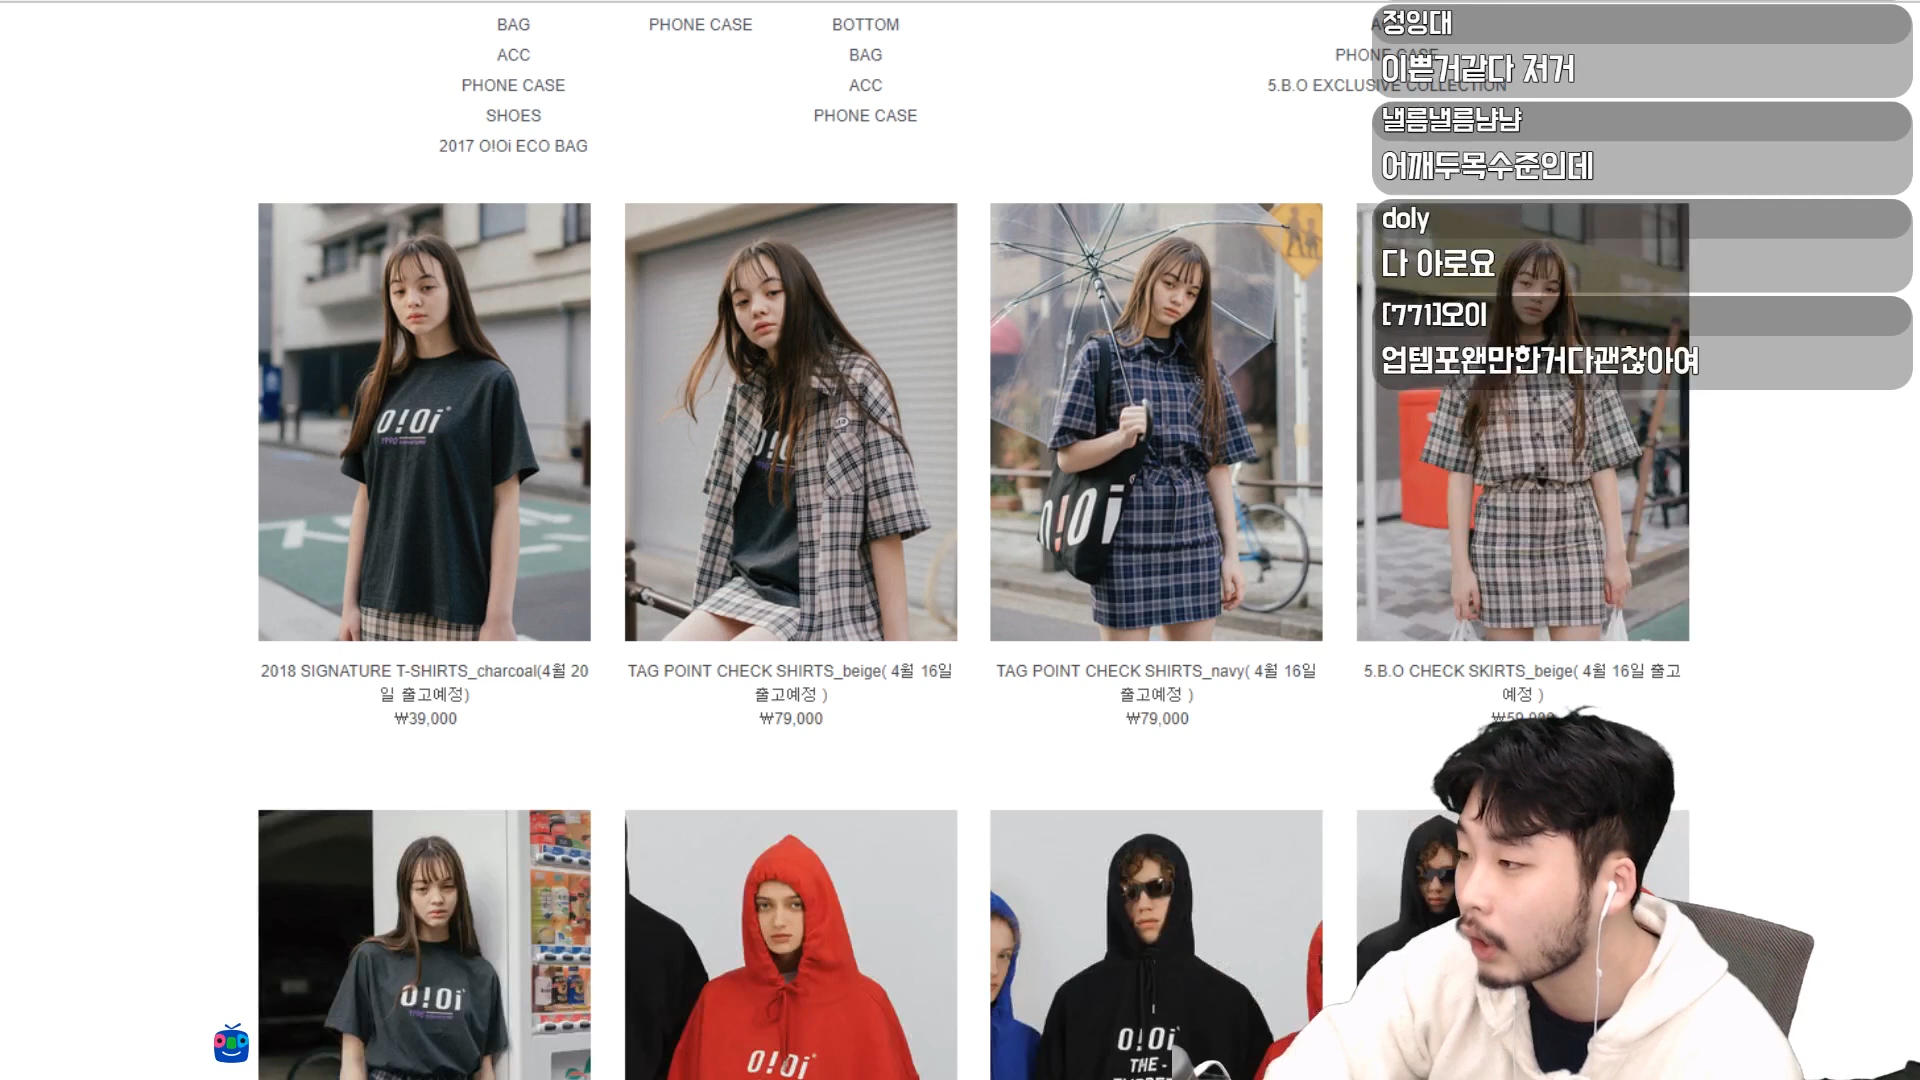 BAG
ACC
PHONE CASE
SHOES
2017 O!Oi ECO BAG
PHONE CASE
BOTTOM
BAG
ACC
PHONE CASE
5.B.O EXCLUSIVE COLLECTION
정잉대
이쁜거같다 저거
낼름낼름냠냠
어깨두목수준인데
doly
다 아로요
[771]오이
업템포왠만한거다괜찮아여
O!Oi
O!Oi
O!Oi
2018 SIGNATURE T-SHIRTS_charcoal(4월 20
일 출고예정)
₩39,000
TAG POINT CHECK SHIRTS_beige( 4월 16일
출고예정 )
₩79,000
TAG POINT CHECK SHIRTS_navy( 4월 16일
출고예정 )
₩79,000
5.B.O CHECK SKIRTS_beige( 4월 16일 출고
예정 )
₩59,000
O!Oi
O!Oi
O!Oi
THE -